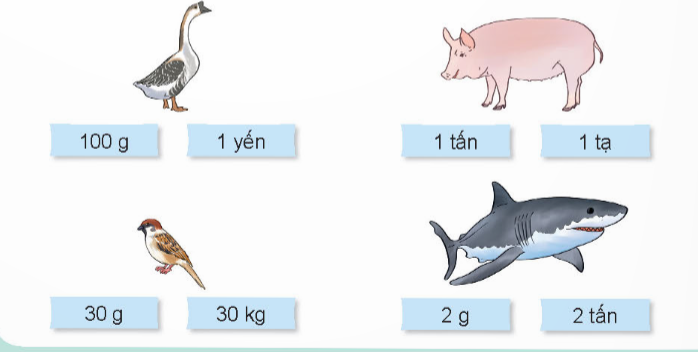 100 g 1 yến 1 tấn 1 tạ
30 g 30 kg 2 g 2 tấn